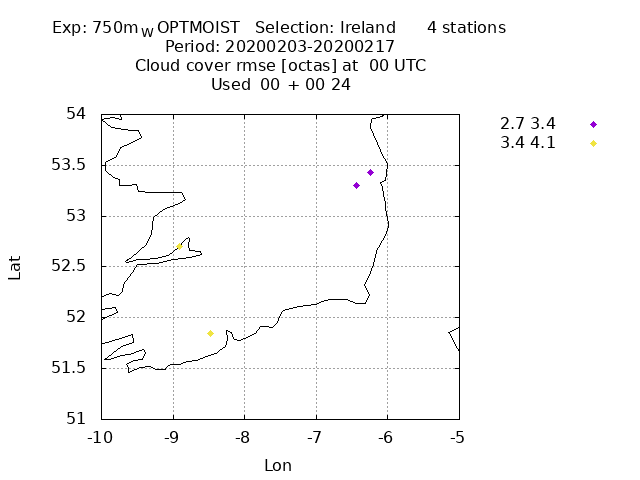 Exp: 750m_W OPTMOIST Selection: Ireland 4 stations
Period: 20200203-20200217
Cloud cover rmse [octas] at 00 UTC
Used 00 + 00 24
2.7 3.4
3.4 4.1
54
53.5
53
52.5
52
51.5
51
Lat
-10 -9 -8 -7 -6 -5
Lon